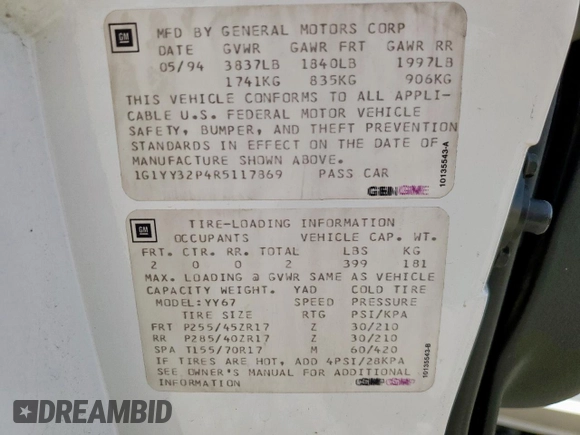 GM
MFD BY GENERAL MOTORS CORP
DATE GVWR GAWR FRT GAWR RR
05/94 3837LB 1840LB 1997LB
1741KG 835KG 906KG
THIS VEHICLE CONFORMS TO ALL APPLI-
CABLE U.S. FEDERAL MOTOR VEHICLE
SAFETY, BUMPER, AND THEFT PREVENTION
STANDARDS IN EFFECT ON THE DATE OF
MANUFACTURE SHOWN ABOVE.
1G1YY32P4R5117869 PASS CAR
10135543-A
GM
TIRE-LOADING INFORMATION
OCCUPANTS VEHICLE CAP. WT.
FRT. CTR. RR. TOTAL LBS KG
2 0 0 2 399 181
MAX. LOADING @ GVWR SAME AS VEHICLE
CAPACITY WEIGHT. YAD COLD TIRE
MODEL:YY67 SPEED PRESSURE
TIRE SIZE RTG PSI/KPA
FRT P255/45ZR17 Z 30/210
RR P285/40ZR17 Z 30/210
SPA T155/70R17 M 60/420
IF TIRES ARE HOT, ADD 4PSI/28KPA
SEE OWNER'S MANUAL FOR ADDITIONAL
INFORMATION
10135543-B
DREAMBID